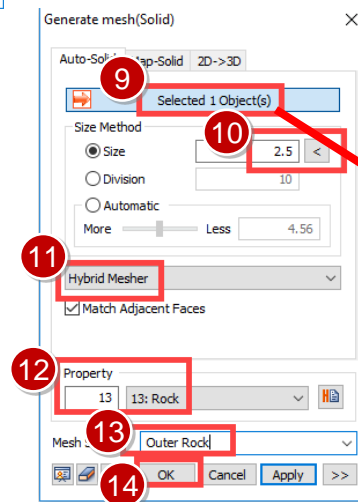 Generate mesh(Solid)
Auto-Solid Map-Solid 2D->3D
9
Selected 1 Object(s)
Size Method
10
Size 2.5 <
Division 10
Automatic
More Less 4.56
11
Hybrid Mesher
Match Adjacent Faces
12
Property
13 13: Rock
13
Mesh S Outer Rock
14
OK Cancel Apply >>